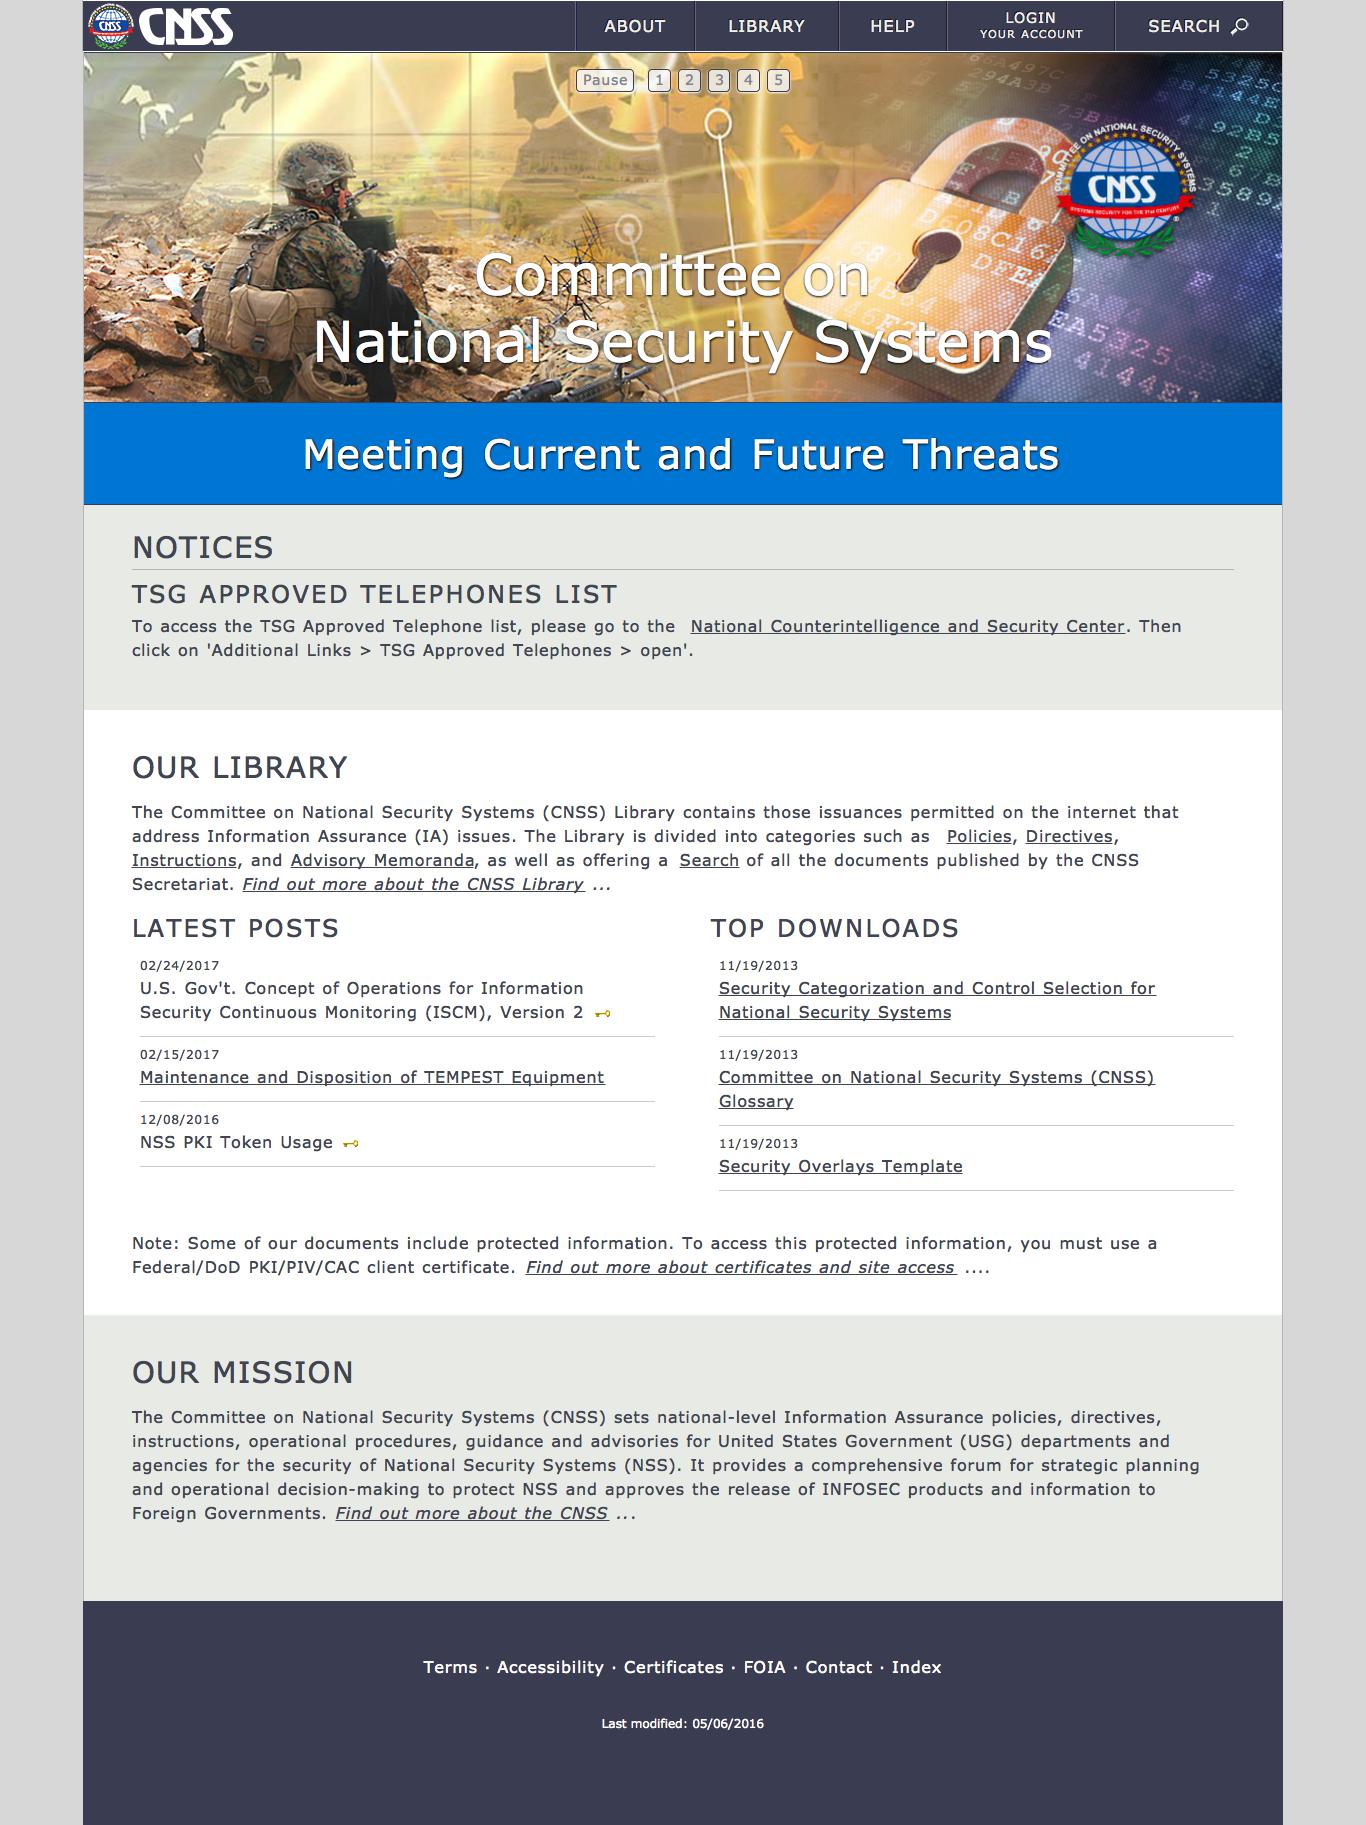 CNSS CNSS
ABOUT LIBRARY HELP LOGIN YOUR ACCOUNT SEARCH
Pause 1 2 3 4 5
COMMITTEE ON NATIONAL SECURITY SYSTEMS
CNSS
SYSTEMS SECURITY FOR THE 21ST CENTURY
Committee on
National Security Systems
Meeting Current and Future Threats
NOTICES
TSG APPROVED TELEPHONES LIST
To access the TSG Approved Telephone list, please go to the National Counterintelligence and Security Center. Then
click on 'Additional Links > TSG Approved Telephones > open'.
OUR LIBRARY
The Committee on National Security Systems (CNSS) Library contains those issuances permitted on the internet that
address Information Assurance (IA) issues. The Library is divided into categories such as Policies, Directives,
Instructions, and Advisory Memoranda, as well as offering a Search of all the documents published by the CNSS
Secretariat. Find out more about the CNSS Library ...
LATEST POSTS
02/24/2017
U.S. Gov't. Concept of Operations for Information
Security Continuous Monitoring (ISCM), Version 2
02/15/2017
Maintenance and Disposition of TEMPEST Equipment
12/08/2016
NSS PKI Token Usage
TOP DOWNLOADS
11/19/2013
Security Categorization and Control Selection for
National Security Systems
11/19/2013
Committee on National Security Systems (CNSS)
Glossary
11/19/2013
Security Overlays Template
Note: Some of our documents include protected information. To access this protected information, you must use a
Federal/DoD PKI/PIV/CAC client certificate. Find out more about certificates and site access ....
OUR MISSION
The Committee on National Security Systems (CNSS) sets national-level Information Assurance policies, directives,
instructions, operational procedures, guidance and advisories for United States Government (USG) departments and
agencies for the security of National Security Systems (NSS). It provides a comprehensive forum for strategic planning
and operational decision-making to protect NSS and approves the release of INFOSEC products and information to
Foreign Governments. Find out more about the CNSS ...
Terms · Accessibility · Certificates · FOIA · Contact · Index
Last modified: 05/06/2016